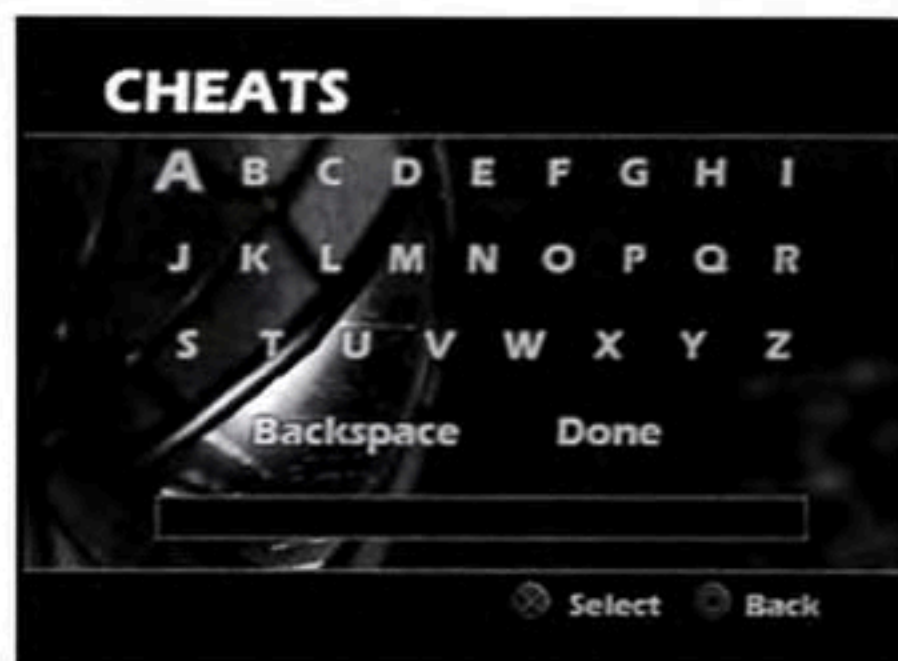 CHEATS
A B C D E F G H I
J K L M N O P Q R
S T U V W X Y Z
Backspace Done
Select Back